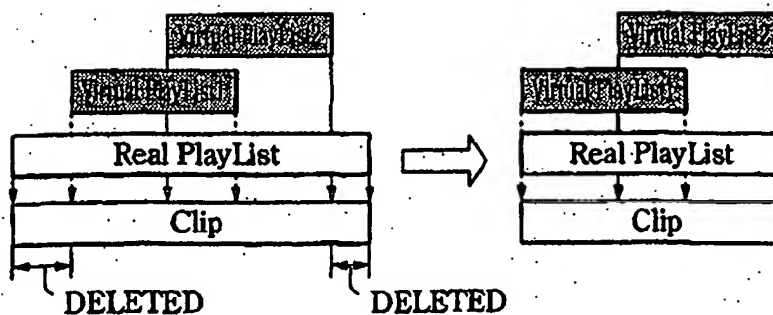 Virtual PlayList2
Virtual PlayList1
Real PlayList
Clip
DELETED
DELETED
Virtual PlayList2
Virtual PlayList1
Real PlayList
Clip